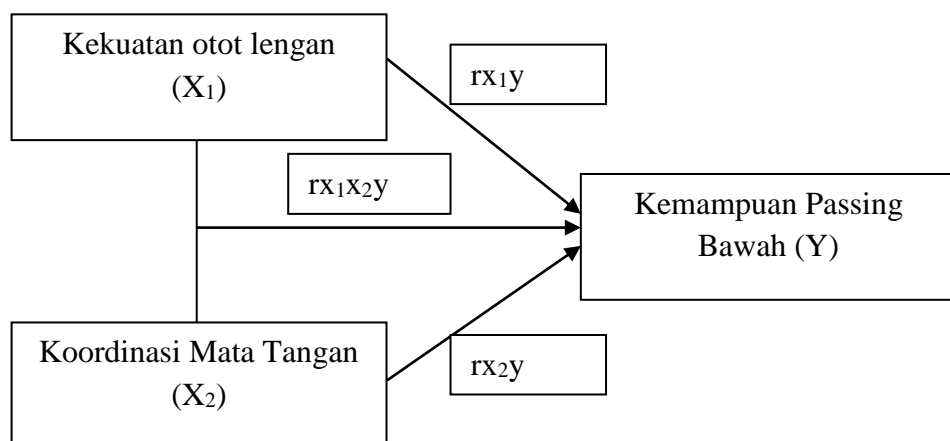 Kekuatan otot lengan
(X₁)
rx₁y
rx₁x₂y
Kemampuan Passing
Bawah (Y)
Koordinasi Mata Tangan
(X₂)
rx₂y